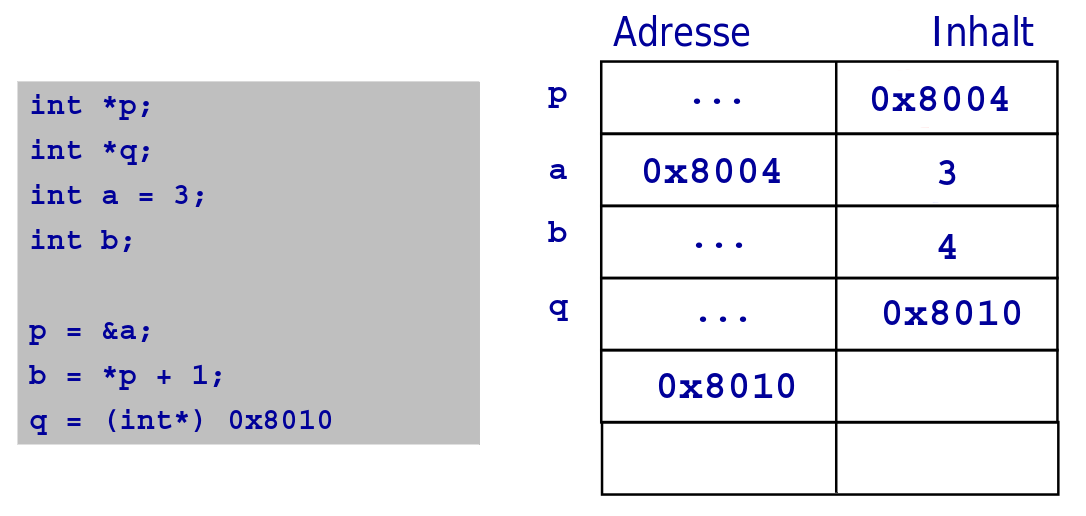 int *p;
int *q;
int a = 3;
int b;
p = &a;
b = *p + 1;
q = (int*) 0x8010
Adresse Inhalt
p ... 0x8004
a 0x8004 3
b ... 4
q ... 0x8010
0x8010